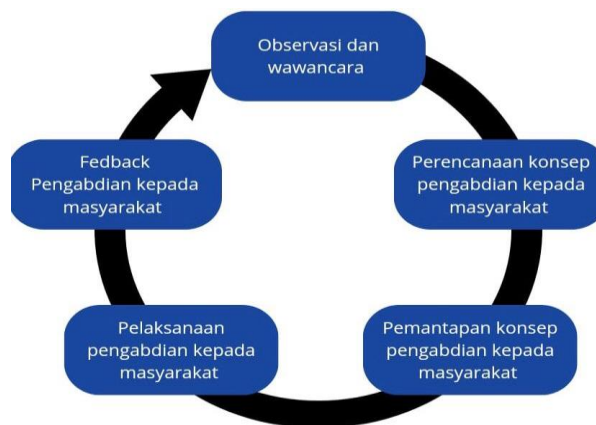 Observasi dan
wawancara
Perencanaan konsep
pengabdian kepada
masyarakat
Pemantapan konsep
pengabdian kepada
masyarakat
Pelaksanaan
pengabdian kepada
masyarakat
Fedback
Pengabdian kepada
masyarakat